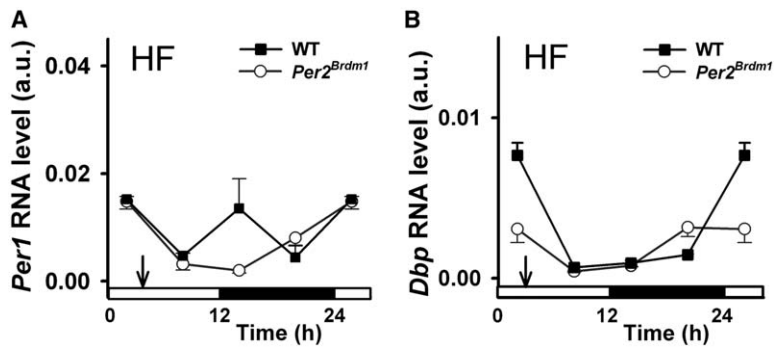 A
HF
WT
Per2Brdm1
Per1 RNA level (a.u.)
0.04
0.02
0.00
0
12
24
Time (h)
B
HF
WT
Per2Brdm1
Dbp RNA level (a.u.)
0.01
0.00
0
12
24
Time (h)